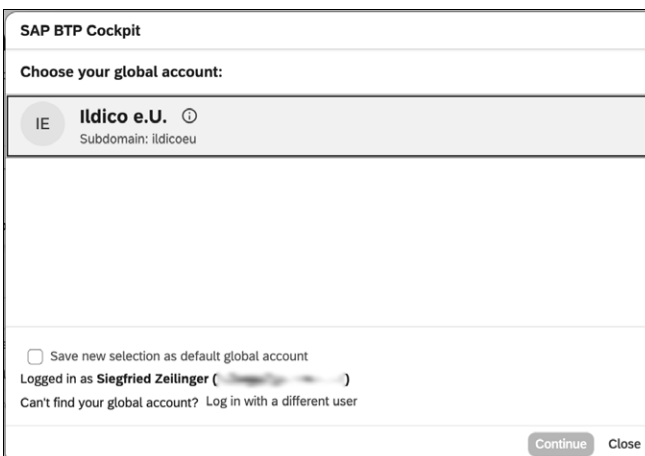 SAP BTP Cockpit
Choose your global account:
IE
Ildico e.U.
Subdomain: ildicoeu
Save new selection as default global account
Logged in as Siegfried Zeilinger ( )
Can't find your global account? Log in with a different user
Continue Close